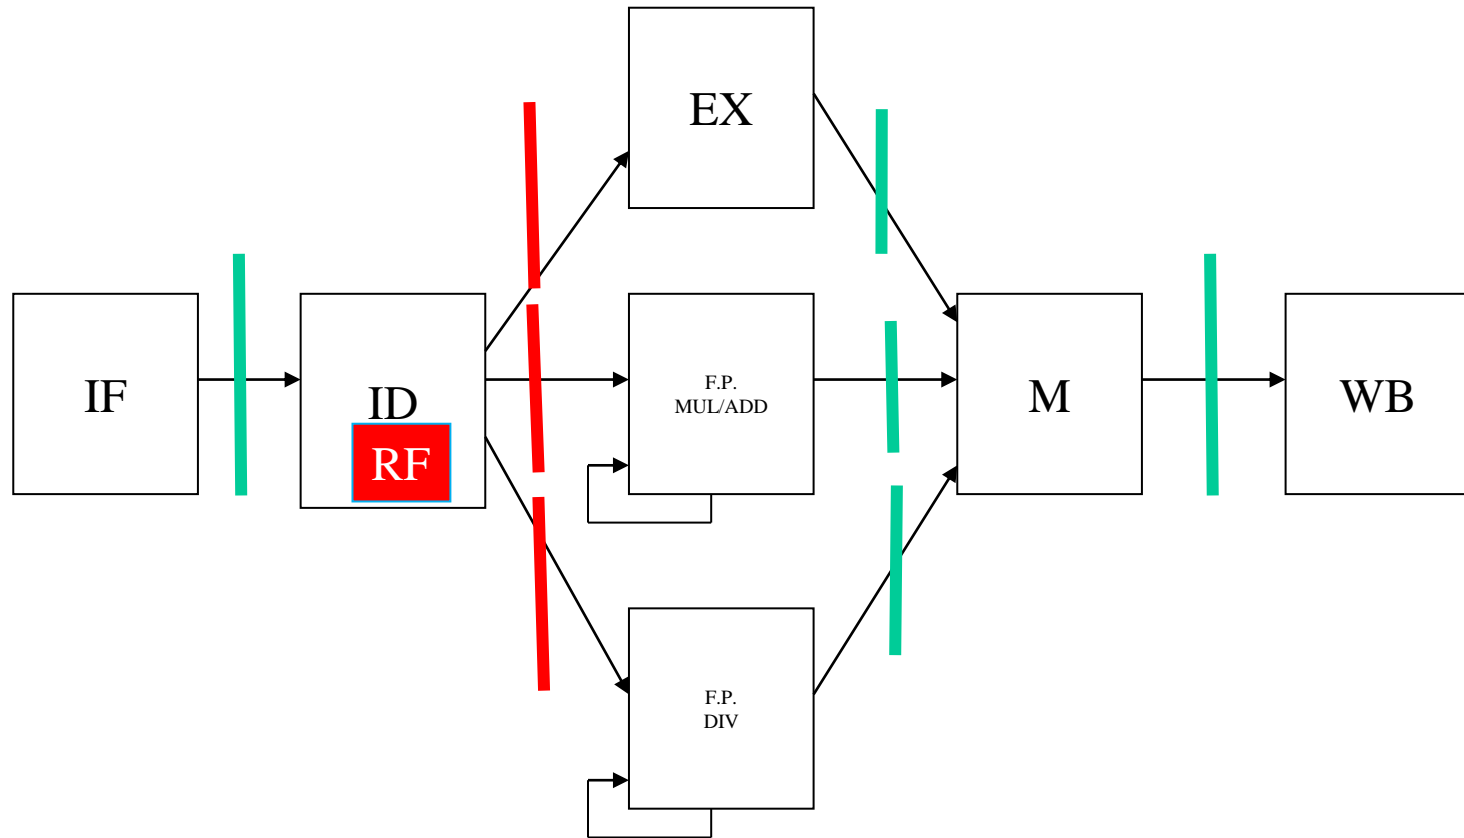 EX
IF
ID
RF
F.P.
MUL/ADD
M
WB
F.P.
DIV